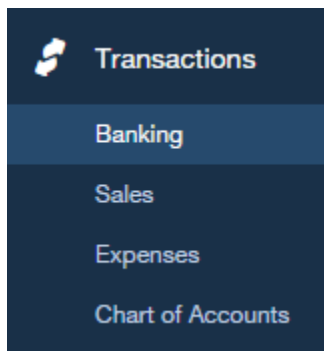 Transactions
Banking
Sales
Expenses
Chart of Accounts